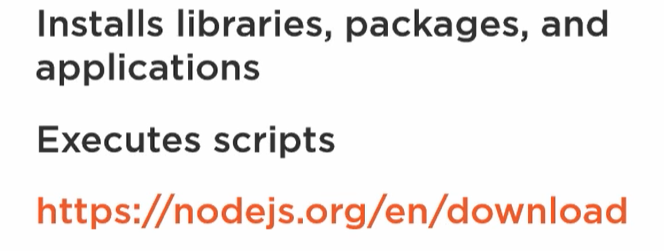 Installs libraries, packages, and
applications
Executes scripts
https://nodejs.org/en/download